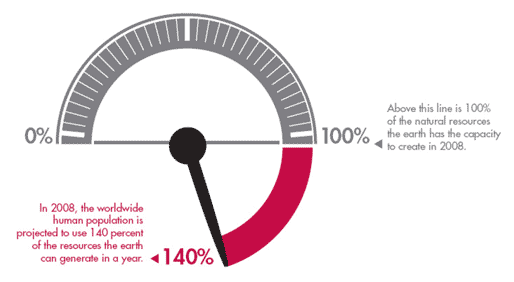 0%
100%
Above this line is 100%
of the natural resources
the earth has the capacity
to create in 2008.
In 2008, the worldwide
human population is
projected to use 140 percent
of the resources the earth
can generate in a year.
140%